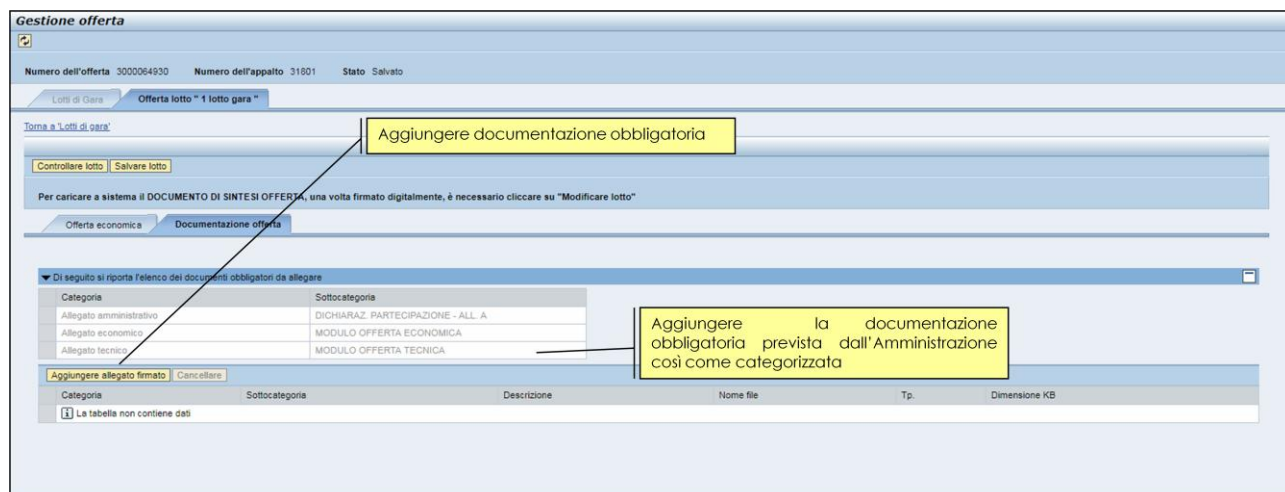 Gestione offerta
Numero dell'offerta 3000064930 Numero dell'appalto 31801 Stato Salvato
Lotti di Gara Offerta lotto " 1 lotto gara "
Torna a 'Lotti di gara'
Aggiungere documentazione obbligatoria
Controllare lotto Salvare lotto
Per caricare a sistema il DOCUMENTO DI SINTESI OFFERTA, una volta firmato digitalmente, è necessario cliccare su "Modificare lotto"
Offerta economica Documentazione offerta
Di seguito si riporta l'elenco dei documenti obbligatori da allegare
Categoria Sottocategoria
Allegato amministrativo DICHIARAZ. PARTECIPAZIONE - ALL. A
Allegato economico MODULO OFFERTA ECONOMICA
Allegato tecnico MODULO OFFERTA TECNICA
Aggiungere la documentazione
obbligatoria prevista dall'Amministrazione
così come categorizzata
Aggiungere allegato firmato Cancellare
Categoria Sottocategoria Descrizione Nome file Tp. Dimensione KB
La tabella non contiene dati